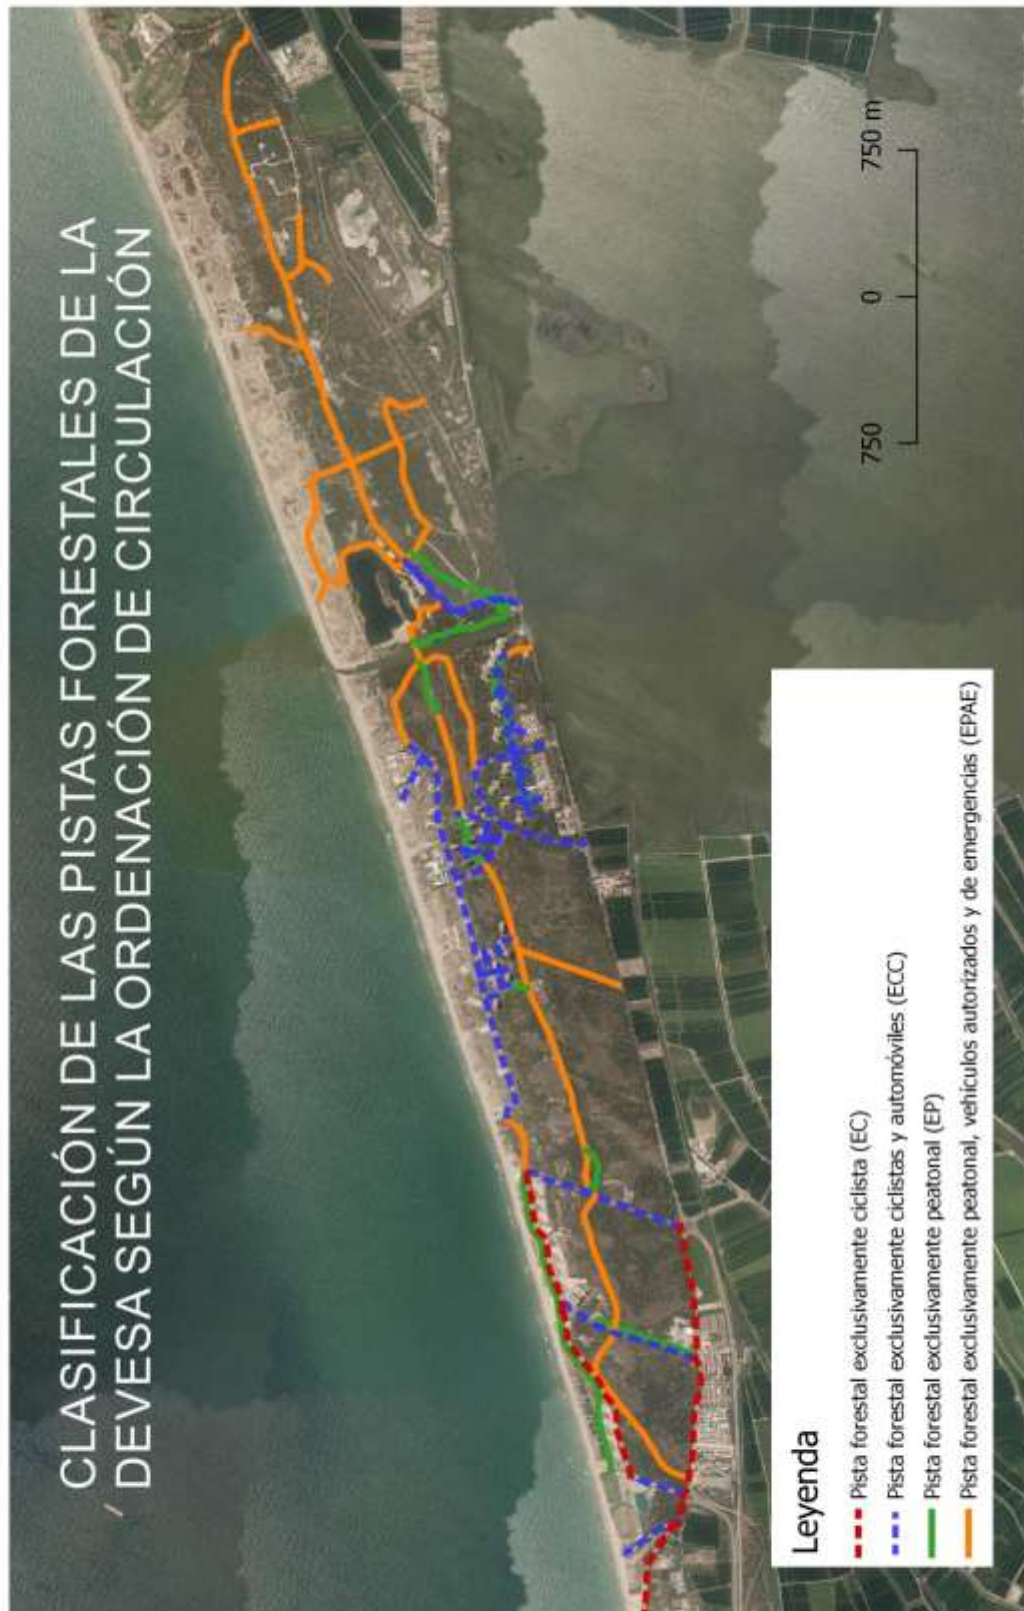 CLASIFICACIÓN DE LAS PISTAS FORESTALES DE LA
DEVESA SEGÚN LA ORDENACIÓN DE CIRCULACIÓN
750 0 750 m
Leyenda
Pista forestal exclusivamente ciclista (EC)
Pista forestal exclusivamente ciclistas y automóviles (ECC)
Pista forestal exclusivamente peatonal (EP)
Pista forestal exclusivamente peatonal, vehículos autorizados y de emergencias (EPAE)